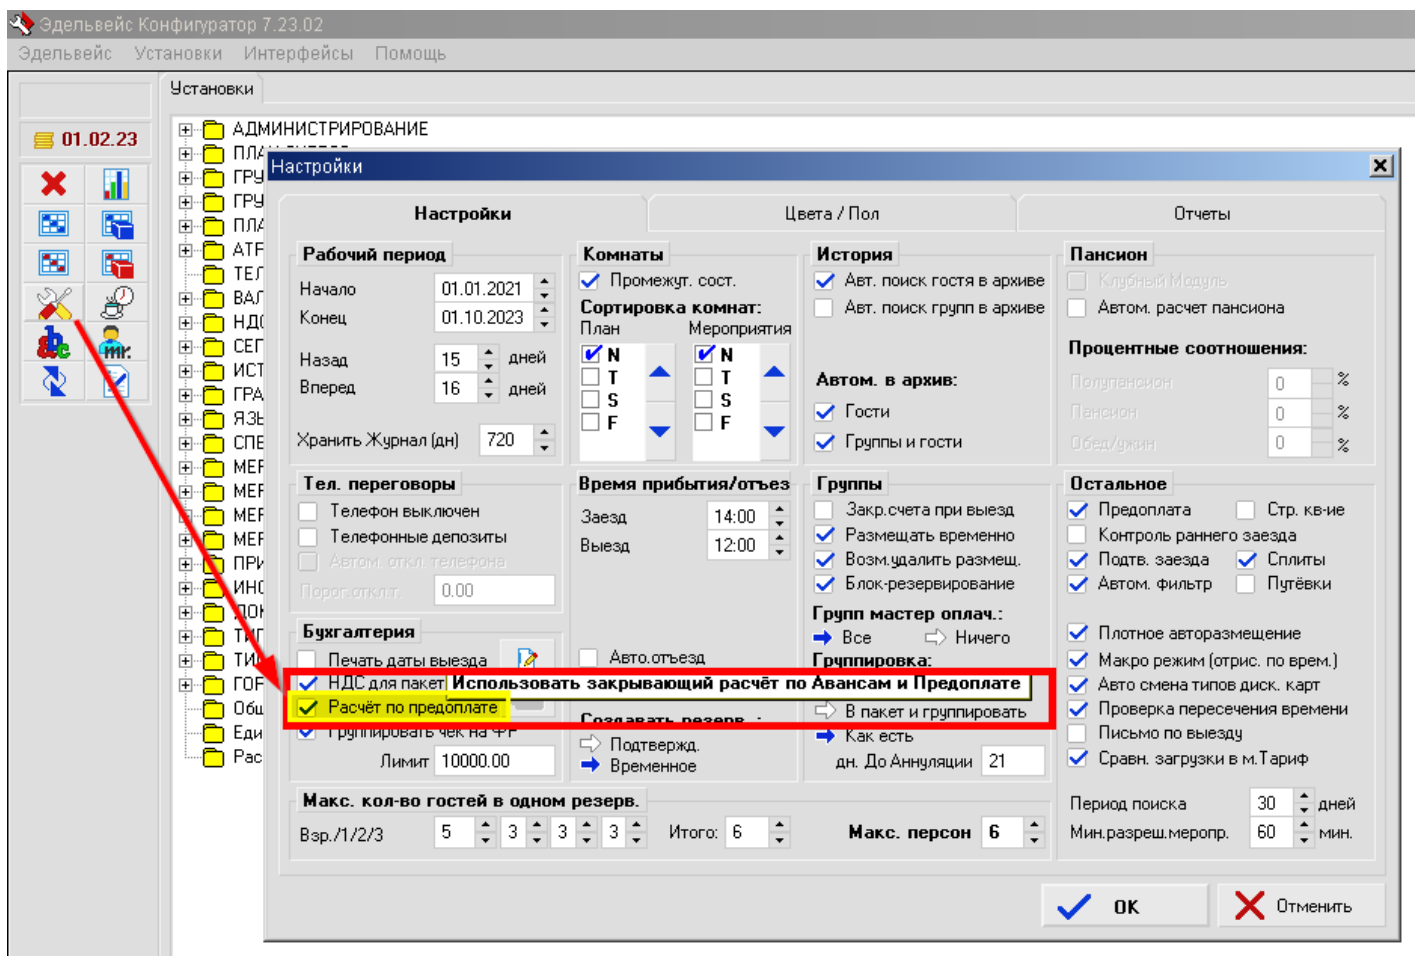 Эдельвейс Конфигуратор 7.23.02
Эдельвейс Установки Интерфейсы Помощь
Установки
01.02.23
АДМИНИСТРИРОВАНИЕ
Настройки
Настройки
Цвета / Пол
Отчеты
Рабочий период
Начало 01.01.2021
Конец 01.10.2023
Назад 15 дней
Вперед 16 дней
Хранить Журнал (дн) 720
Комнаты
Промежут. сост.
Сортировка комнат:
План Мероприятия
N N
T T
S S
F F
История
Авт. поиск гостя в архиве
Авт. поиск групп в архиве
Автом. в архив:
Гости
Группы и гости
Пансион
Клубный Модуль
Автом. расчет пансиона
Процентные соотношения:
Полупансион 0 %
Пансион 0 %
Обед/ужин 0 %
Тел. переговоры
Телефон выключен
Телефонные депозиты
Автом. откл. телефона
Порог откл.т. 0.00
Время прибытия/отъез
Заезд 14:00
Выезд 12:00
Авто.отъезд
Группы
Закр.счета при выезд
Размещать временно
Возм.удалить размещ.
Блок-резервирование
Групп мастер оплач.:
Все Ничего
Группировка:
В пакет и группировать
Как есть
дн. До Аннуляции 21
Остальное
Предоплата Стр. кв-ие
Контроль раннего заезда
Подтв. заезда Сплиты
Автом. фильтр Путёвки
Плотное авторазмещение
Макро режим (отрис. по врем.)
Авто смена типов диск. карт
Проверка пересечения времени
Письмо по выезду
Сравн. загрузки в м.Тариф
Период поиска 30 дней
Мин.разреш.меропр. 60 мин.
Бухгалтерия
Печать даты выезда
НДС для пакет
Использовать закрывающий расчёт по Авансам и Предоплате
Расчёт по предоплате
Группировать чек на ФР
Лимит 10000.00
Создавать резерв. :
Подтвержд.
Временное
Макс. кол-во гостей в одном резерв.
Взр./1/2/3 5 3 3 3 Итого: 6 Макс. персон 6
OK
Отменить